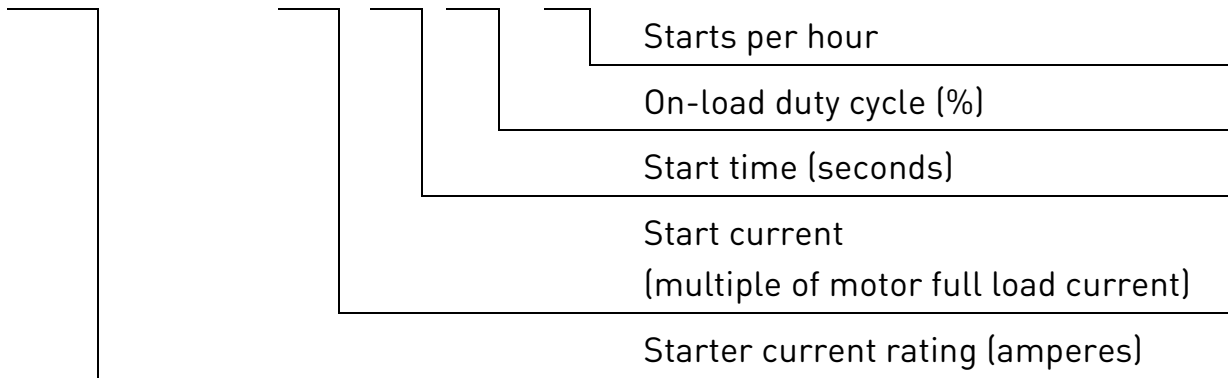 Starts per hour
On-load duty cycle (%)
Start time (seconds)
Start current
(multiple of motor full load current)
Starter current rating (amperes)